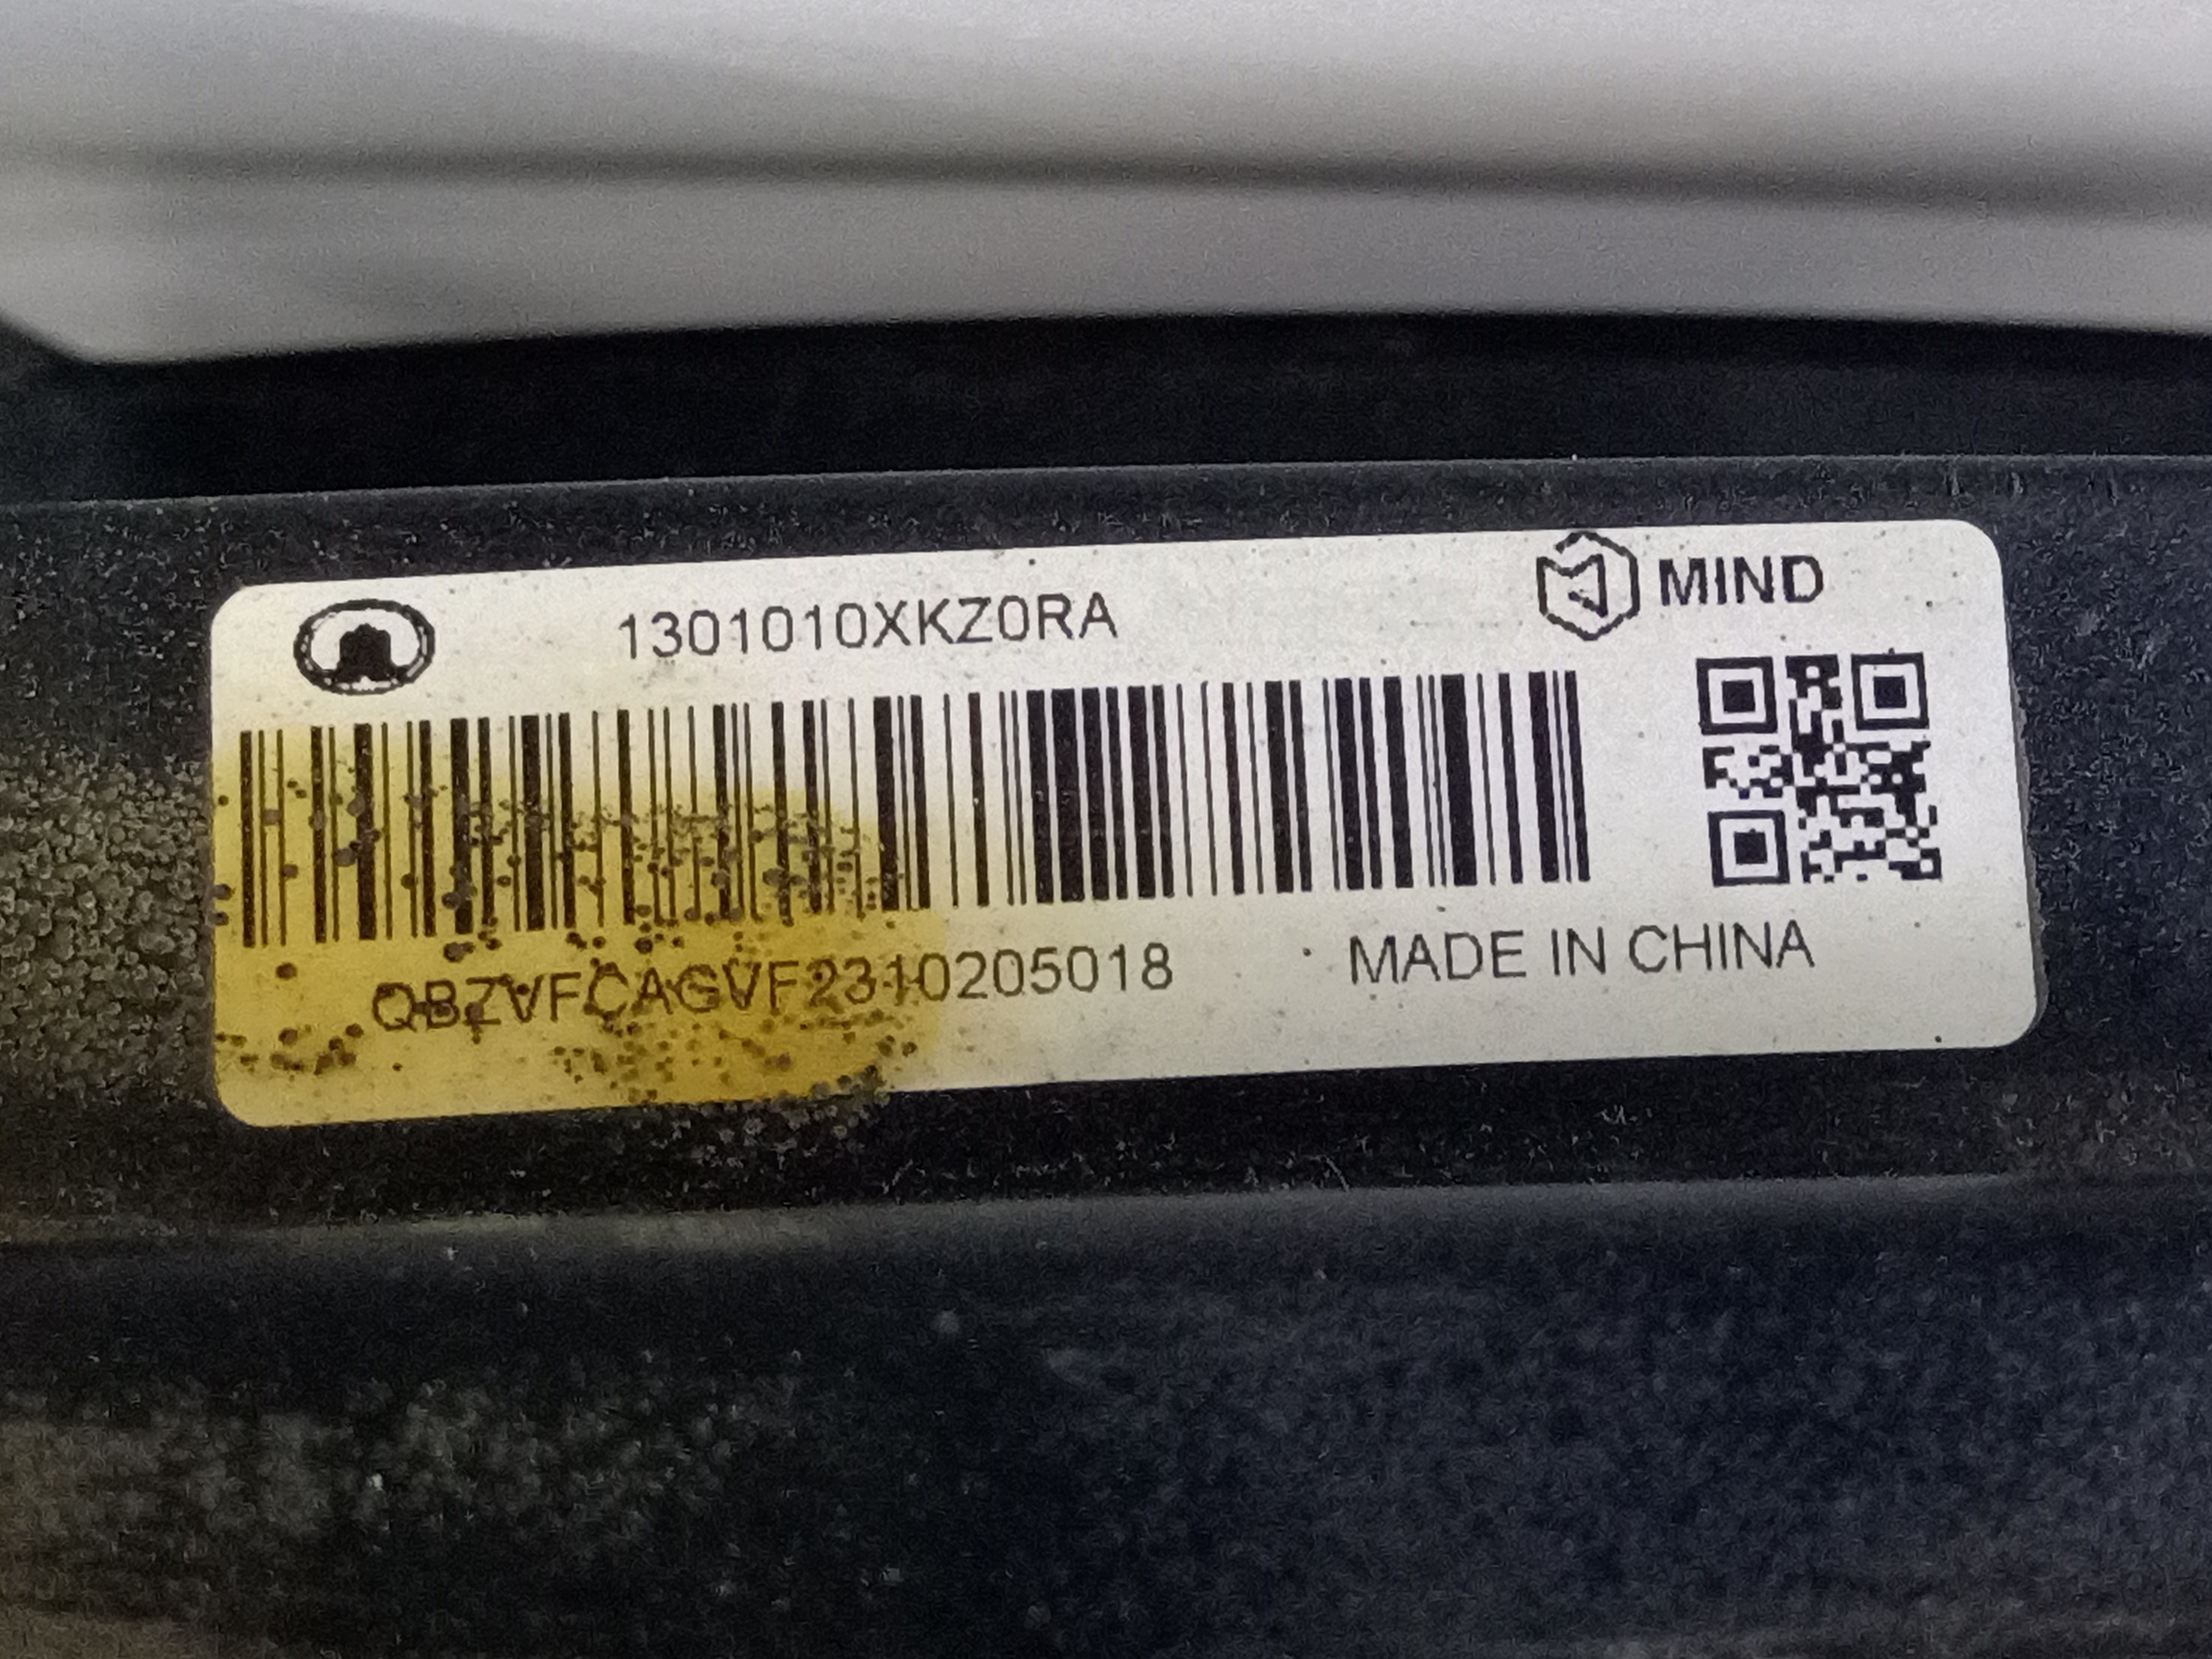 1301010XKZ0RA
MIND
QBZVFCAGVF2310205018
MADE IN CHINA